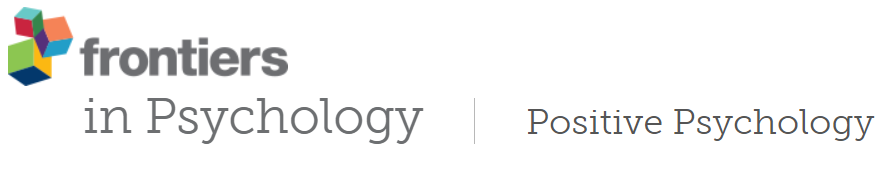 frontiers
in Psychology
Positive Psychology